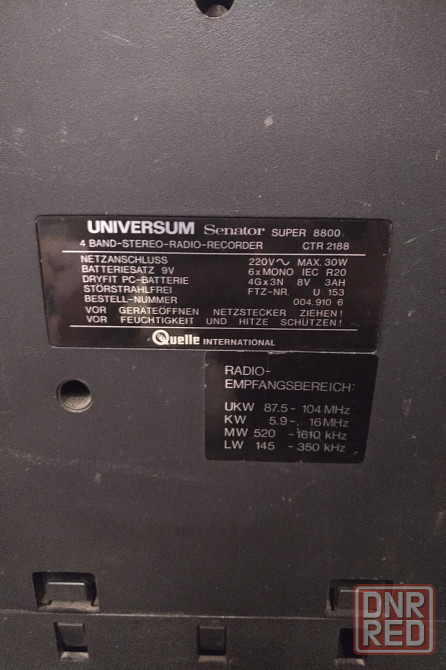 UNIVERSUM Senator SUPER 8800
4 BAND-STEREO-RADIO-RECORDER CTR 2188
NETZANSCHLUSS 220V~ MAX. 30W
BATTERIESATZ 9V 6xMONO IEC R20
DRYFIT PC-BATTERIE 4Gx3N 8V 3AH
STÖRSTRAHLFREI FTZ-NR. U 153
BESTELL-NUMMER 004.910 6
VOR GERÄTEÖFFNEN NETZSTECKER ZIEHEN!
VOR FEUCHTIGKEIT UND HITZE SCHÜTZEN!
Quelle INTERNATIONAL
RADIO-
EMPFANGSBEREICH:
UKW 87.5 - 104 MHz
KW 5.9 - 16 MHz
MW 520 - 1610 kHz
LW 145 - 350 kHz
DNR
RED